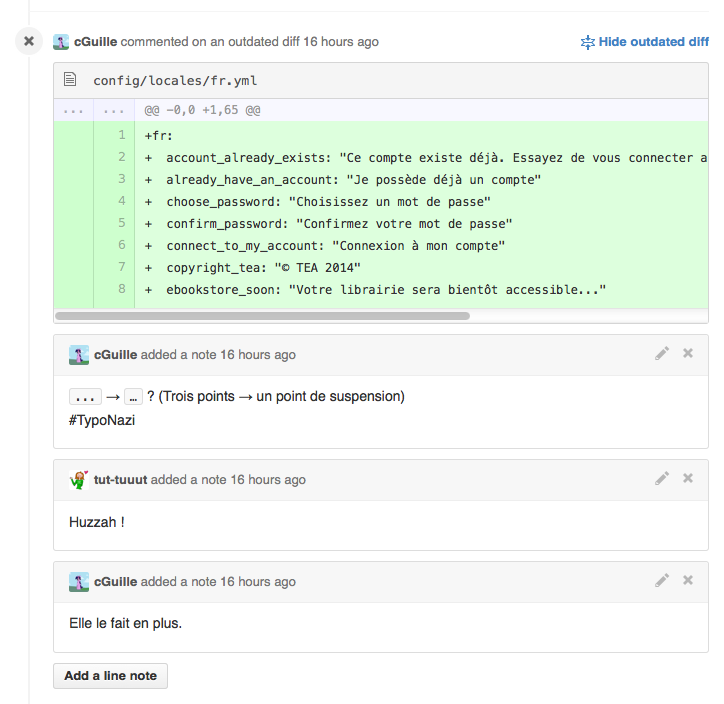 cGuille commented on an outdated diff 16 hours ago
Hide outdated diff
config/locales/fr.yml
... ... @@ -0,0 +1,65 @@
1 +fr:
2 + account_already_exists: "Ce compte existe déjà. Essayez de vous connecter a
3 + already_have_an_account: "Je possède déjà un compte"
4 + choose_password: "Choisissez un mot de passe"
5 + confirm_password: "Confirmez votre mot de passe"
6 + connect_to_my_account: "Connexion à mon compte"
7 + copyright_tea: "© TEA 2014"
8 + ebookstore_soon: "Votre librairie sera bientôt accessible..."
cGuille added a note 16 hours ago
... → … ? (Trois points → un point de suspension)
#TypoNazi
tut-tuuut added a note 16 hours ago
Huzzah !
cGuille added a note 16 hours ago
Elle le fait en plus.
Add a line note